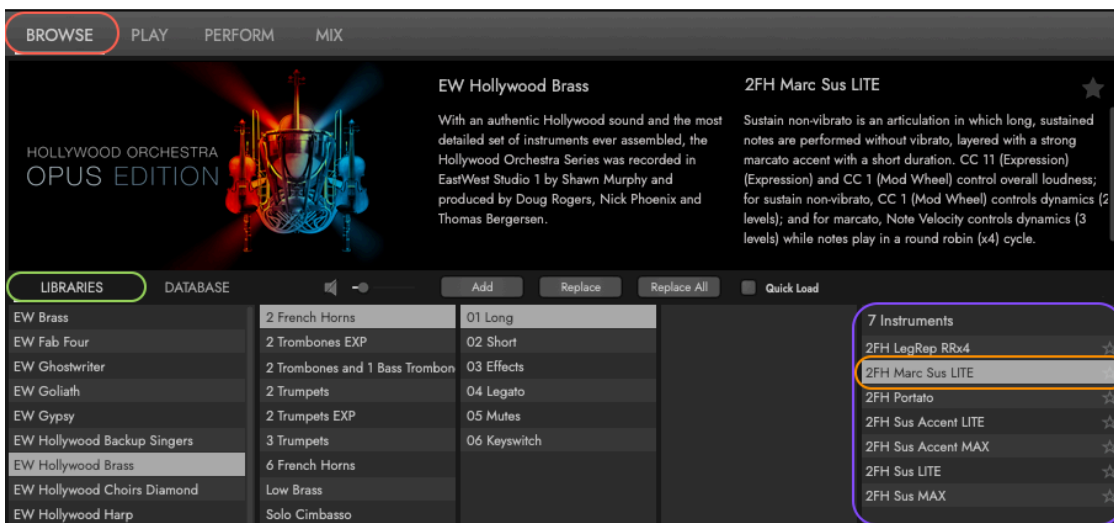 BROWSE PLAY PERFORM MIX
HOLLYWOOD ORCHESTRA
OPUS EDITION
EW Hollywood Brass
With an authentic Hollywood sound and the most
detailed set of instruments ever assembled, the
Hollywood Orchestra Series was recorded in
EastWest Studio 1 by Shawn Murphy and
produced by Doug Rogers, Nick Phoenix and
Thomas Bergersen.
2FH Marc Sus LITE
Sustain non-vibrato is an articulation in which long, sustained
notes are performed without vibrato, layered with a strong
marcato accent with a short duration. CC 11 (Expression)
(Expression) and CC 1 (Mod Wheel) control overall loudness;
for sustain non-vibrato, CC 1 (Mod Wheel) controls dynamics (2
levels); and for marcato, Note Velocity controls dynamics (3
levels) while notes play in a round robin (x4) cycle.
LIBRARIES DATABASE Add Replace Replace All Quick Load
EW Brass
EW Fab Four
EW Ghostwriter
EW Goliath
EW Gypsy
EW Hollywood Backup Singers
EW Hollywood Brass
EW Hollywood Choirs Diamond
EW Hollywood Harp
2 French Horns
2 Trombones EXP
2 Trombones and 1 Bass Trombon
2 Trumpets
2 Trumpets EXP
3 Trumpets
6 French Horns
Low Brass
Solo Cimbasso
01 Long
02 Short
03 Effects
04 Legato
05 Mutes
06 Keyswitch
7 Instruments
2FH LegRep RRx4
2FH Marc Sus LITE
2FH Portato
2FH Sus Accent LITE
2FH Sus Accent MAX
2FH Sus LITE
2FH Sus MAX